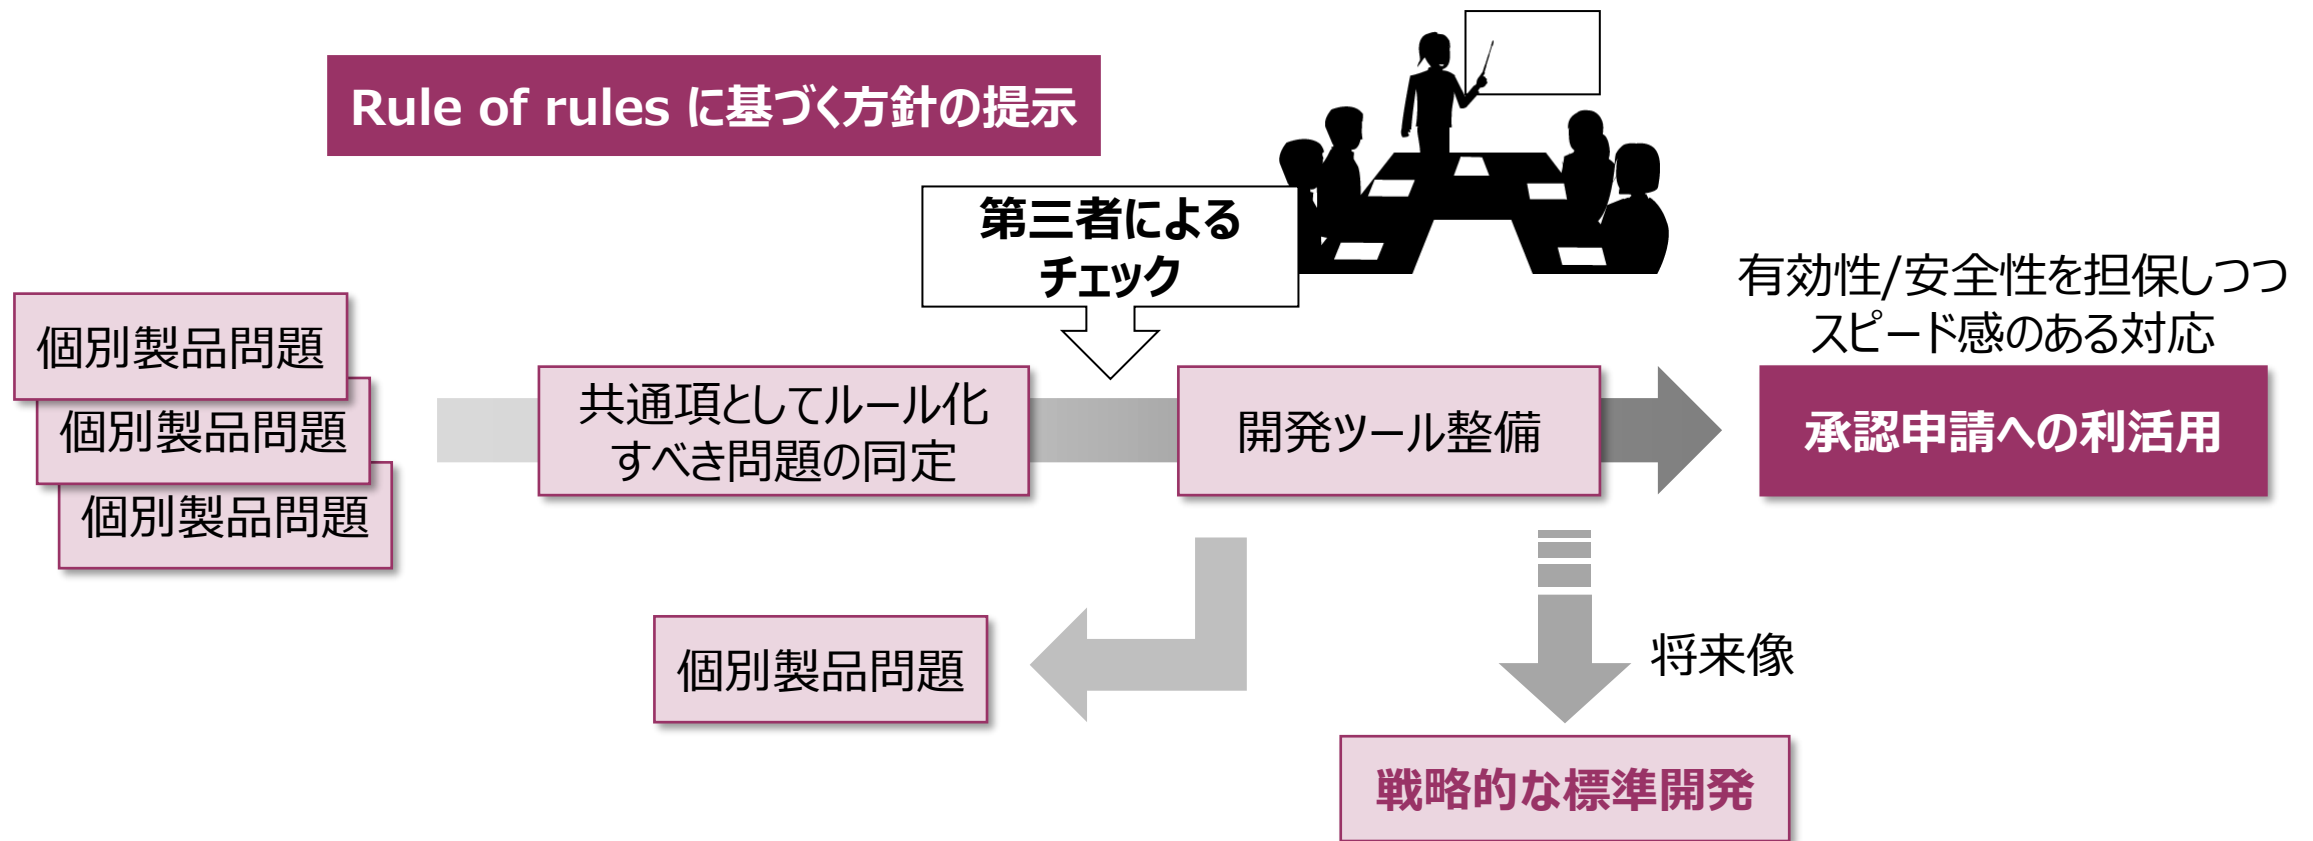 Rule of rules に基づく方針の提示
第三者による
チェック
有効性/安全性を担保しつつ
スピード感のある対応
個別製品問題
個別製品問題
個別製品問題
共通項としてルール化
すべき問題の同定
開発ツール整備
承認申請への利活用
個別製品問題
将来像
戦略的な標準開発